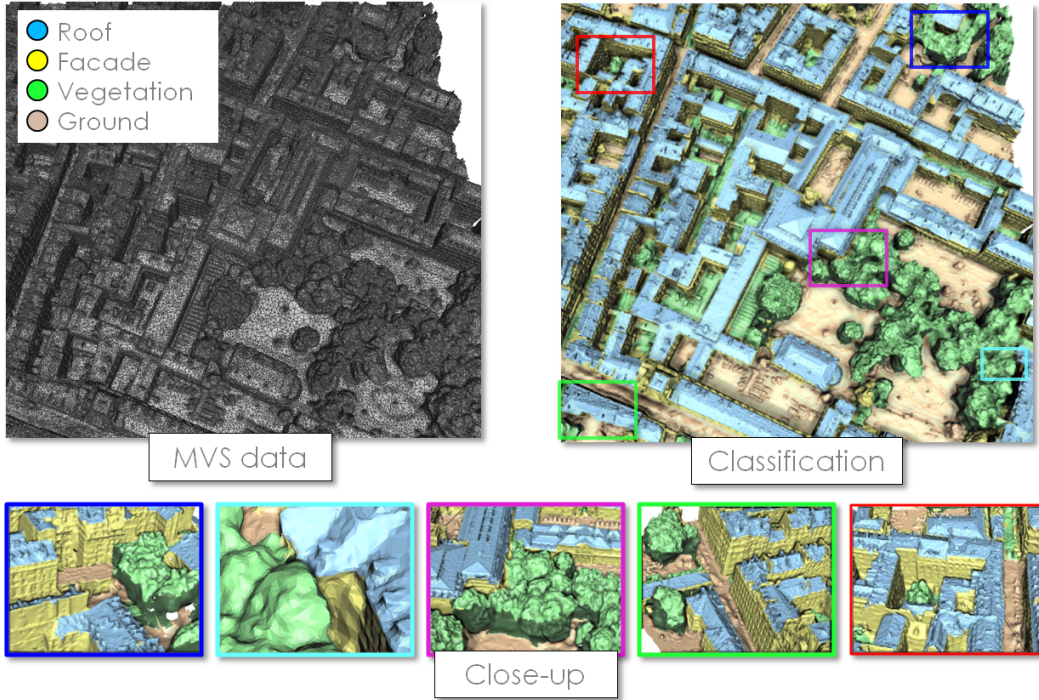 Roof
Facade
Vegetation
Ground
MVS data
Classification
Close-up